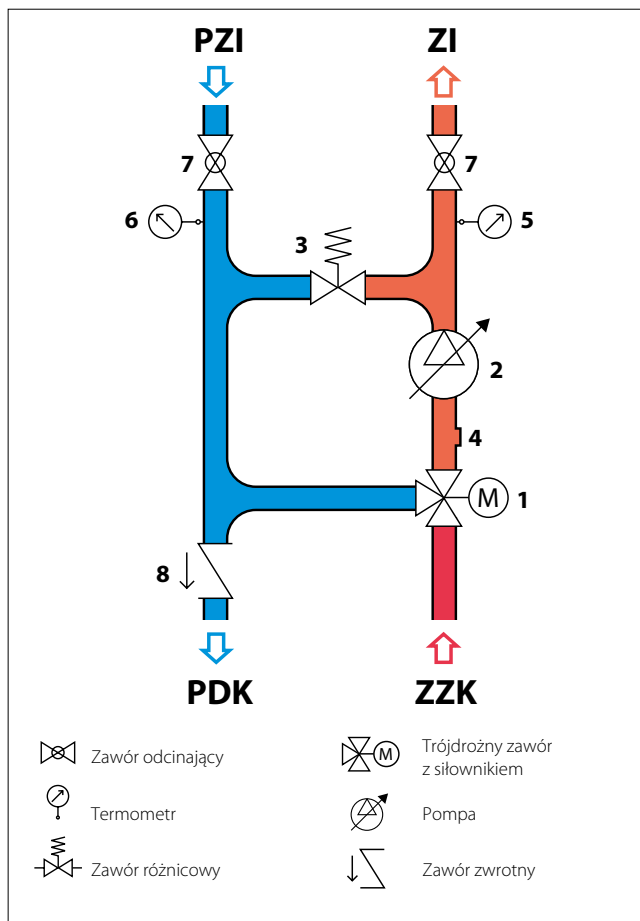 PZI ZI
7 7
6 5
3
2
4
M 1
8
PDK ZZK
Zawór odcinający
M Trójdrożny zawór
z siłownikiem
Termometr
Pompa
Zawór różnicowy
Zawór zwrotny